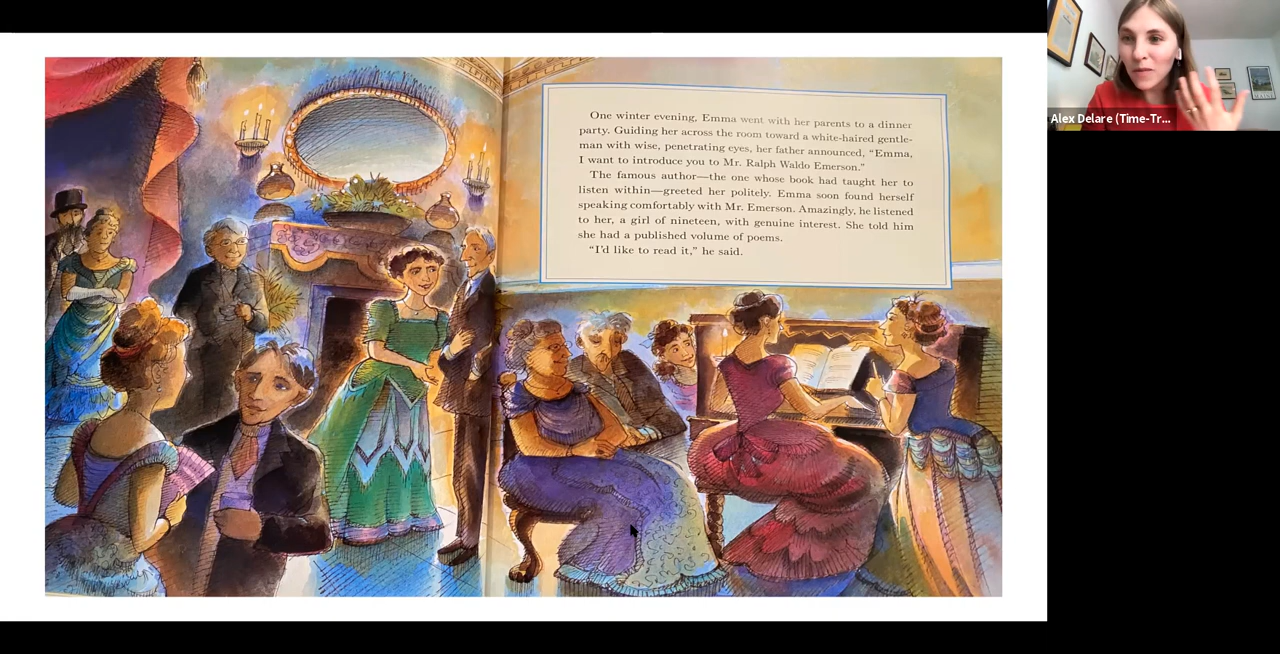 One winter evening, Emma went with her parents to a dinner
party. Guiding her across the room toward a white-haired gentle-
man with wise, penetrating eyes, her father announced, “Emma,
I want to introduce you to Mr. Ralph Waldo Emerson.”
The famous author—the one whose book had taught her to
listen within—greeted her politely. Emma soon found herself
speaking comfortably with Mr. Emerson. Amazingly, he listened
to her, a girl of nineteen, with genuine interest. She told him
she had a published volume of poems.
“I’d like to read it,” he said.
Alex Delare (Time-Tr...